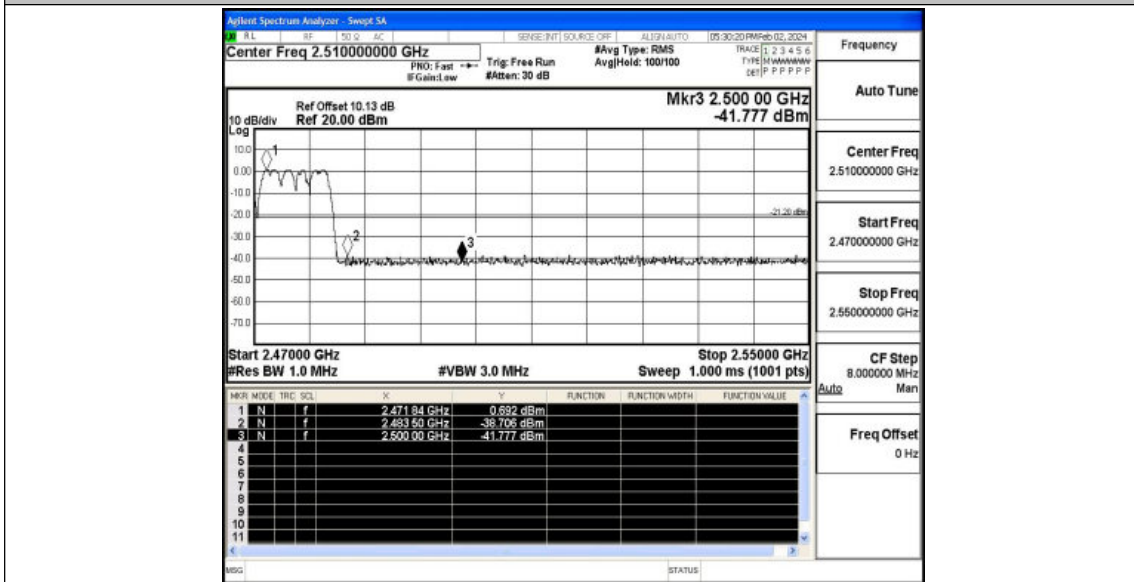 Agilent Spectrum Analyzer - Swept SA
RL RF 50 Ω AC SENSE:INT SOURCE OFF ALIGN AUTO 05:30:20 PM Feb 02, 2024
Center Freq 2.510000000 GHz
PNO: Fast
IFGain:Low
Trig: Free Run
#Atten: 30 dB
#Avg Type: RMS
Avg|Hold: 100/100
TRACE 1 2 3 4 5 6
TYPE M WWWWW
DET P P P P P P
Frequency
Auto Tune
Center Freq
2.510000000 GHz
Start Freq
2.470000000 GHz
Stop Freq
2.550000000 GHz
CF Step
8.000000 MHz
Auto Man
Freq Offset
0 Hz
Mkr3 2.500 00 GHz
-41.777 dBm
Ref Offset 10.13 dB
10 dB/div Ref 20.00 dBm
Log
10.0
0.00
-10.0
-20.0
-30.0
-40.0
-50.0
-60.0
-70.0
1
2
3
-21.20 dBm
Start 2.47000 GHz Stop 2.55000 GHz
#Res BW 1.0 MHz #VBW 3.0 MHz Sweep 1.000 ms (1001 pts)
MKR MODE TRC SCL X Y FUNCTION FUNCTION WIDTH FUNCTION VALUE
1 N f 2.471 84 GHz 0.692 dBm
2 N f 2.483 50 GHz -38.706 dBm
3 N f 2.500 00 GHz -41.777 dBm
4
5
6
7
8
9
10
11
MSG STATUS